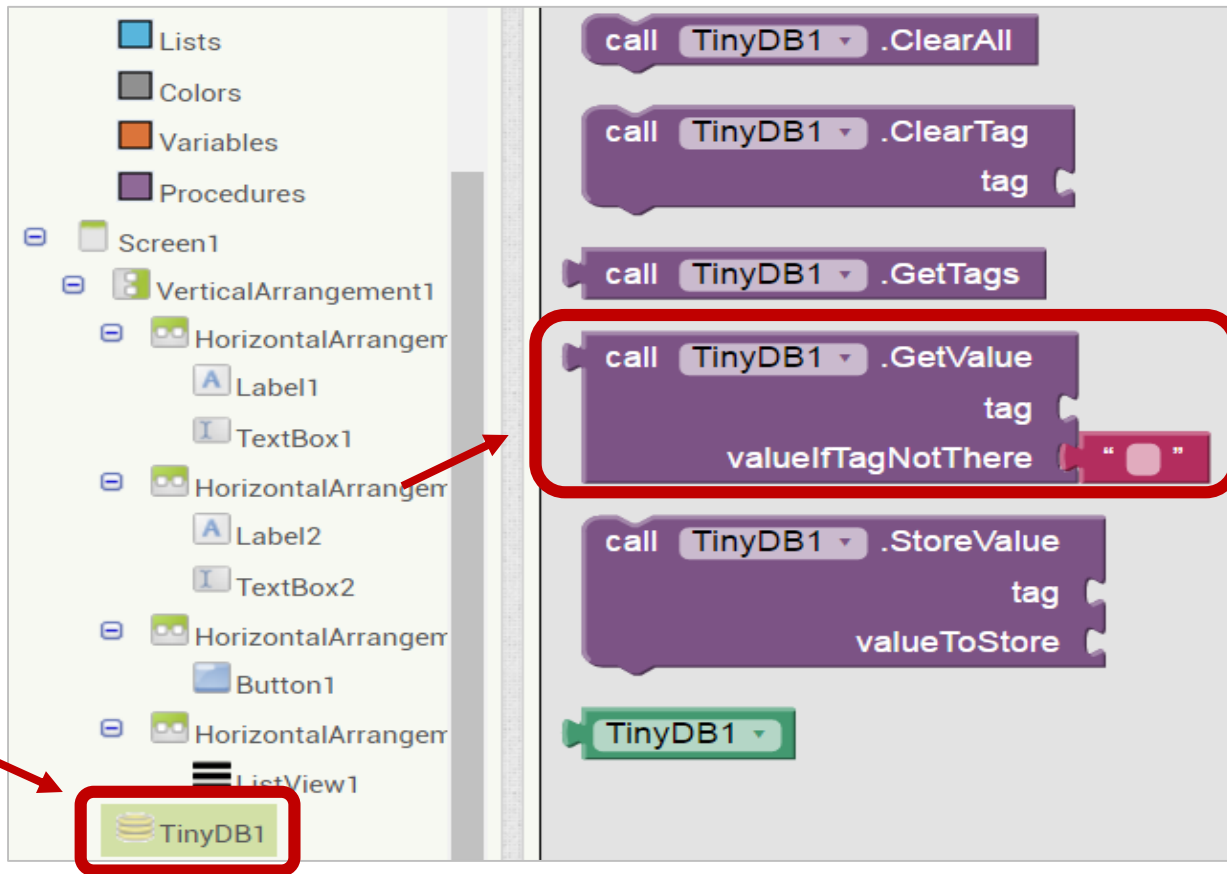 Lists
Colors
Variables
Procedures
Screen1
VerticalArrangement1
HorizontalArrangem
Label1
TextBox1
HorizontalArrangem
Label2
TextBox2
HorizontalArrangem
Button1
HorizontalArrangem
ListView1
TinyDB1
call TinyDB1 .ClearAll
call TinyDB1 .ClearTag
tag
call TinyDB1 .GetTags
call TinyDB1 .GetValue
tag
valueIfTagNotThere " "
call TinyDB1 .StoreValue
tag
valueToStore
TinyDB1